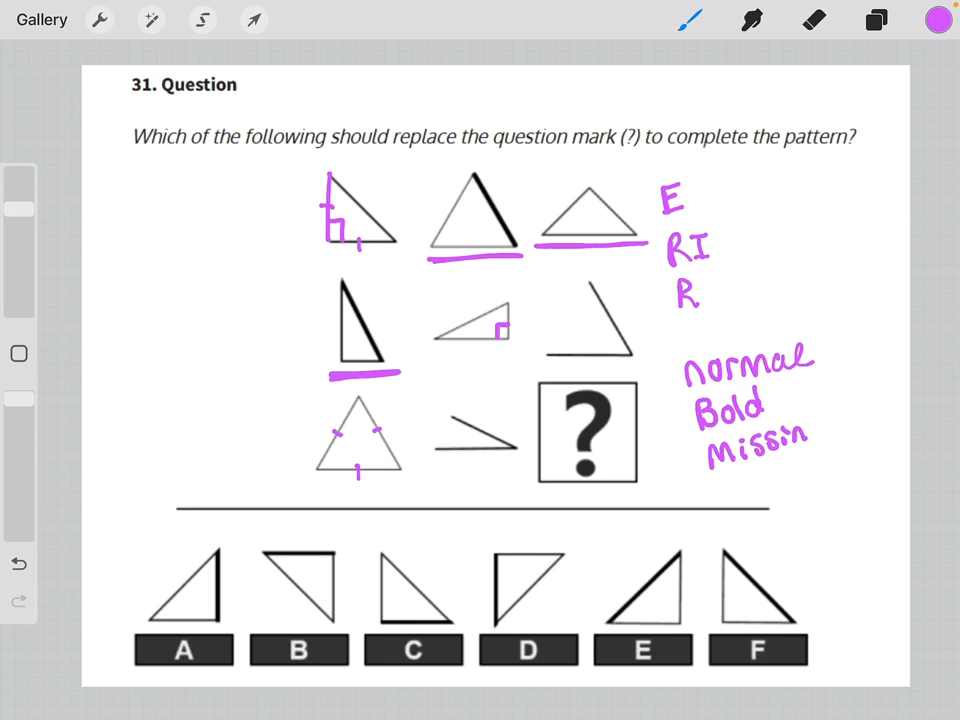 Gallery
31. Question
Which of the following should replace the question mark (?) to complete the pattern?
E
RI
R
normal
Bold
Missin
?
A B C D E F